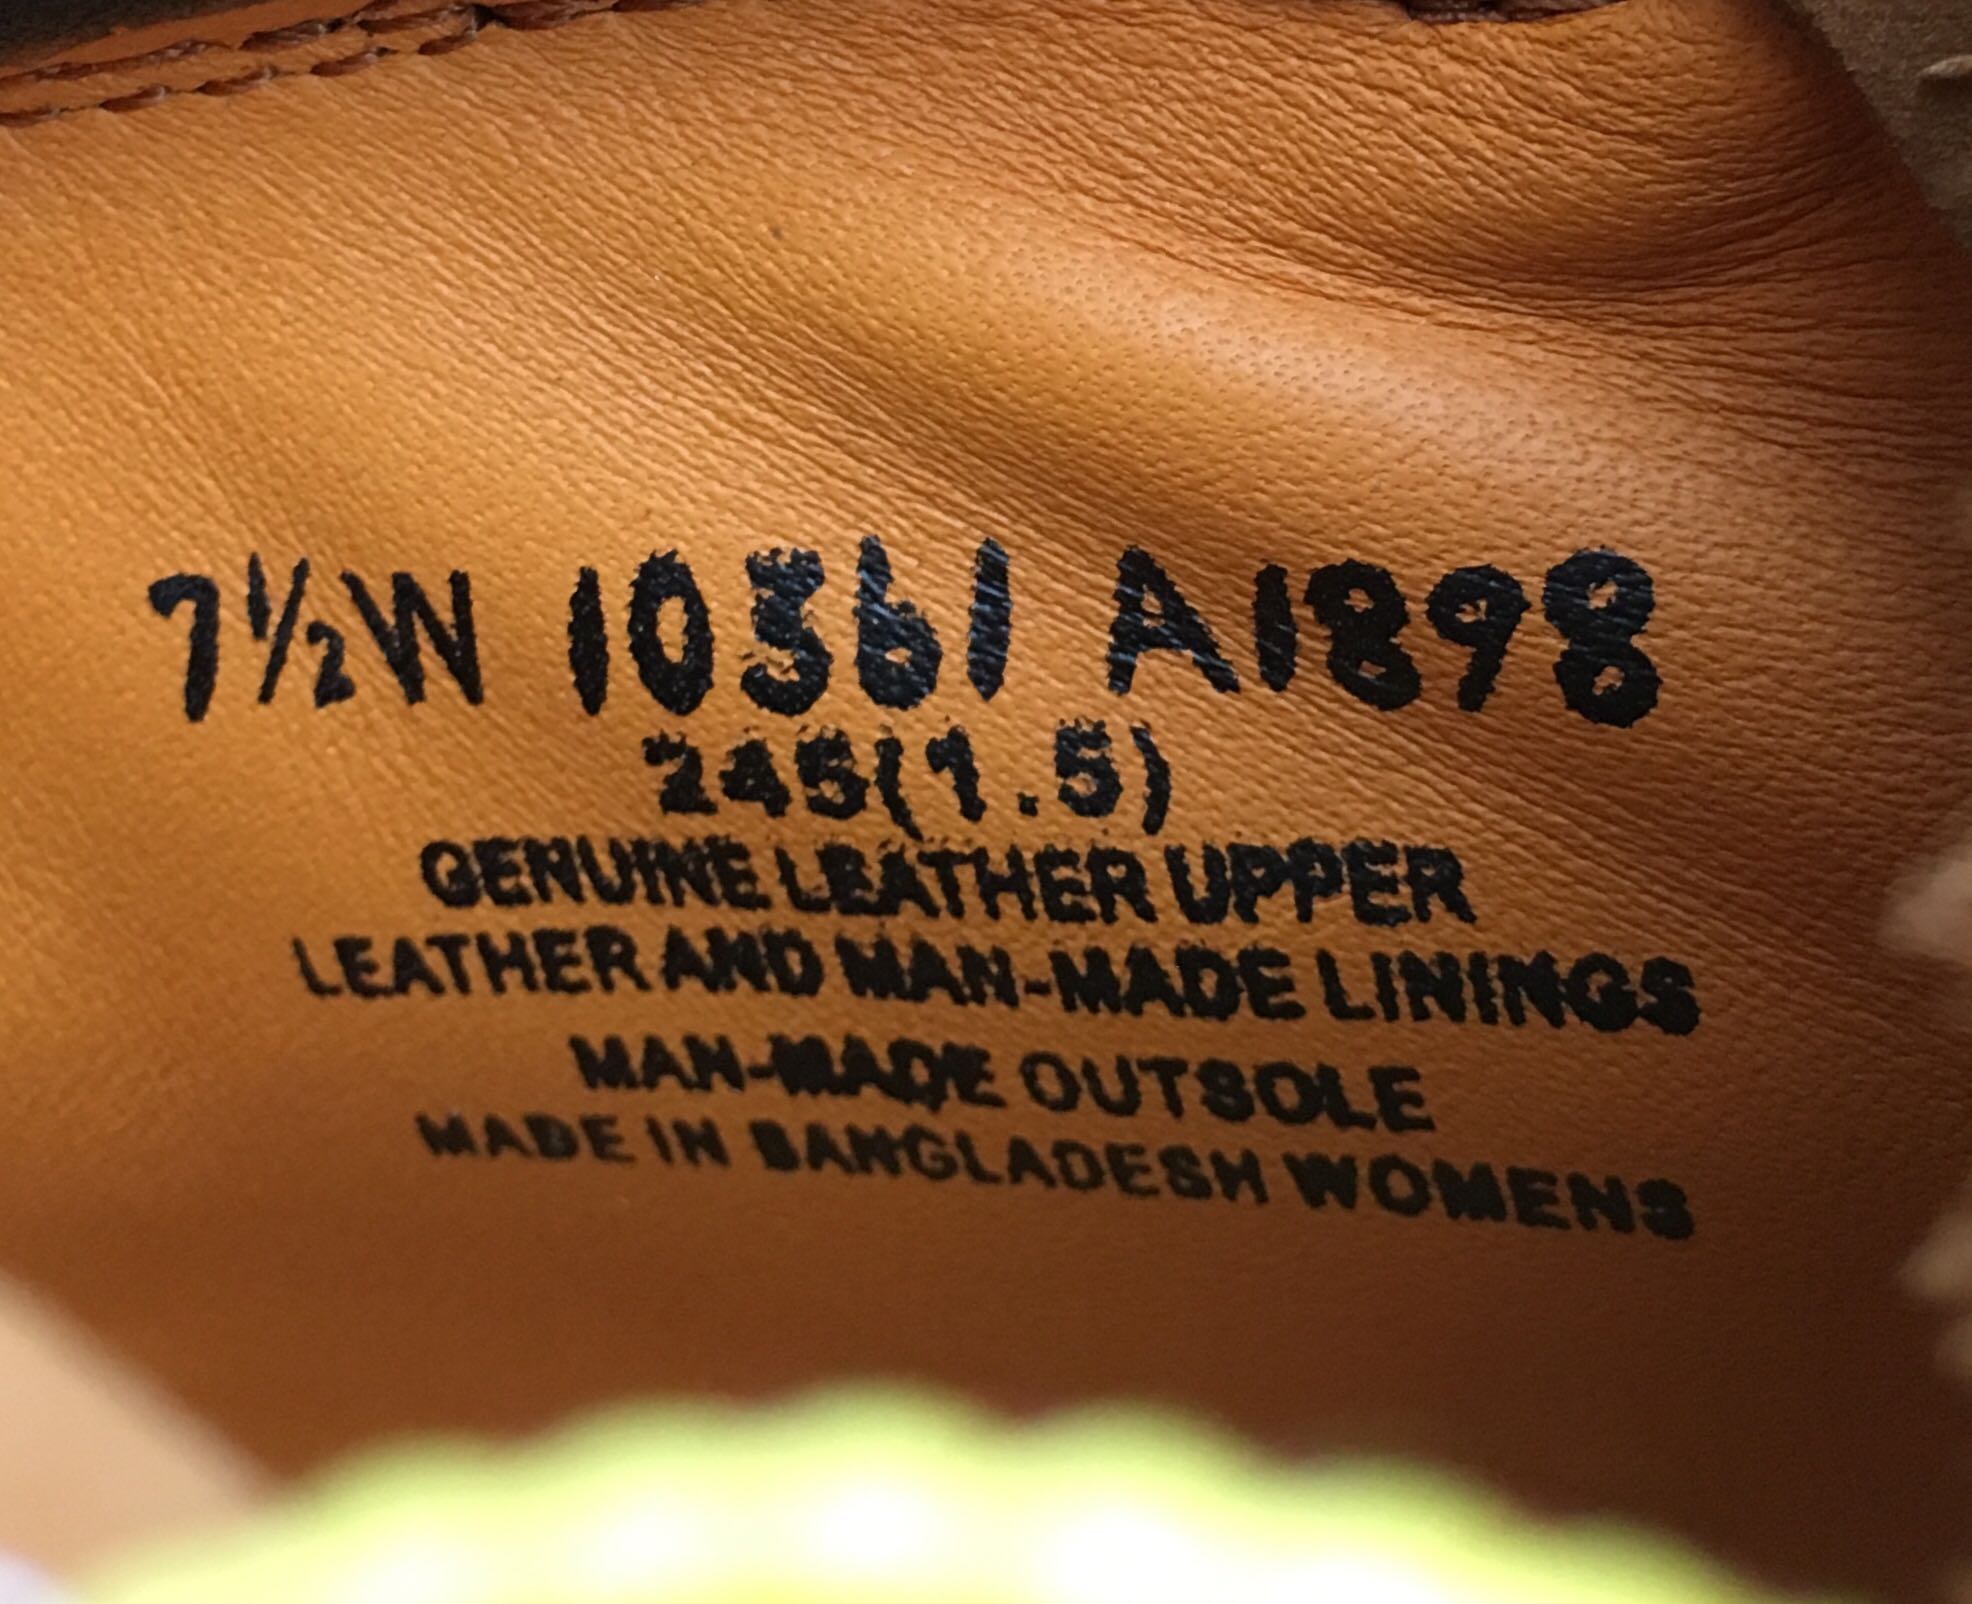 7½W 10361 A1898
245(1.5)
GENUINE LEATHER UPPER
LEATHER AND MAN-MADE LININGS
MAN-MADE OUTSOLE
MADE IN BANGLADESH WOMENS